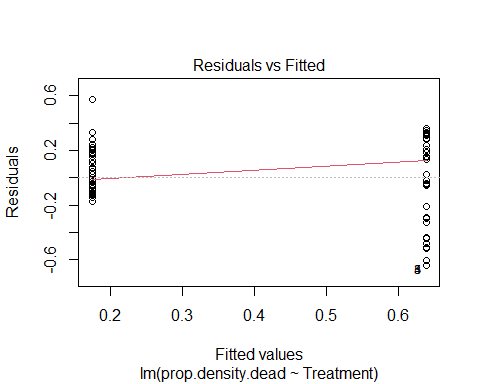 Residuals vs Fitted
Residuals
0.6
0.2
-0.2
-0.6
0.2
0.3
0.4
0.5
0.6
Fitted values
lm(prop.density.dead ~ Treatment)